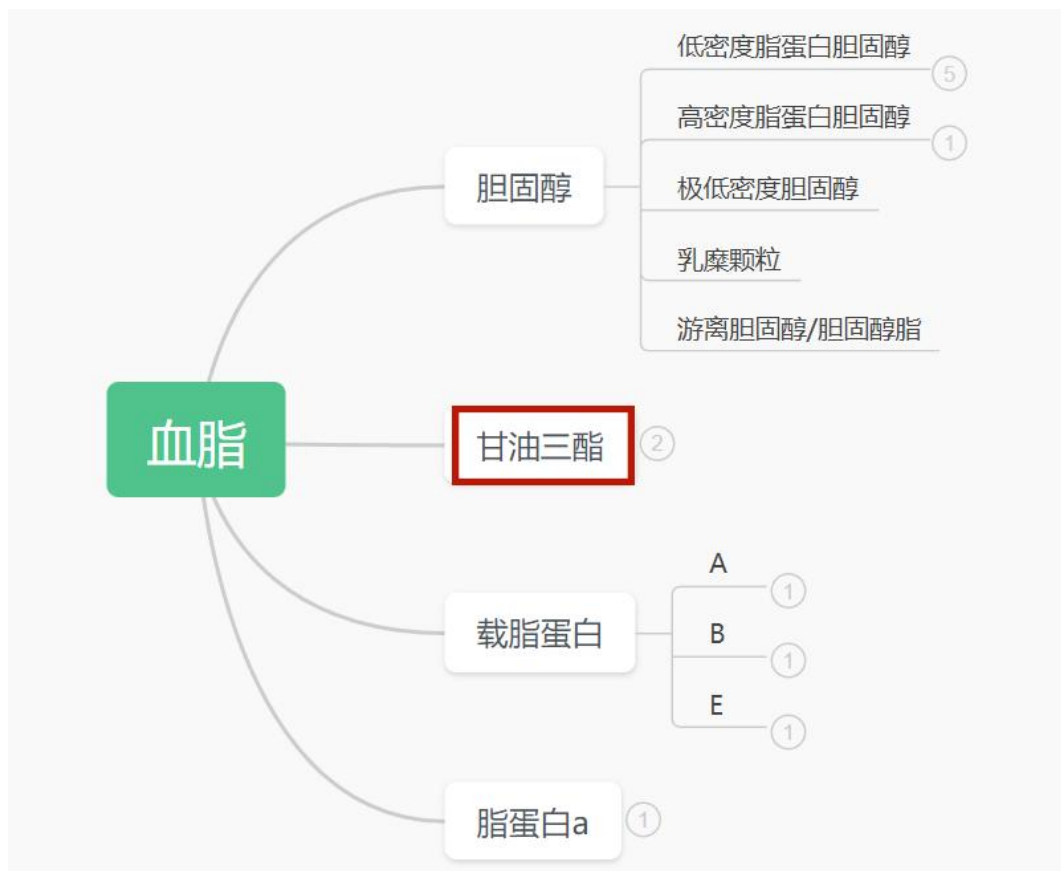 血脂
胆固醇
低密度脂蛋白胆固醇
5
高密度脂蛋白胆固醇
1
极低密度胆固醇
乳糜颗粒
游离胆固醇/胆固醇脂
甘油三酯
2
载脂蛋白
A
1
B
1
E
1
脂蛋白a
1